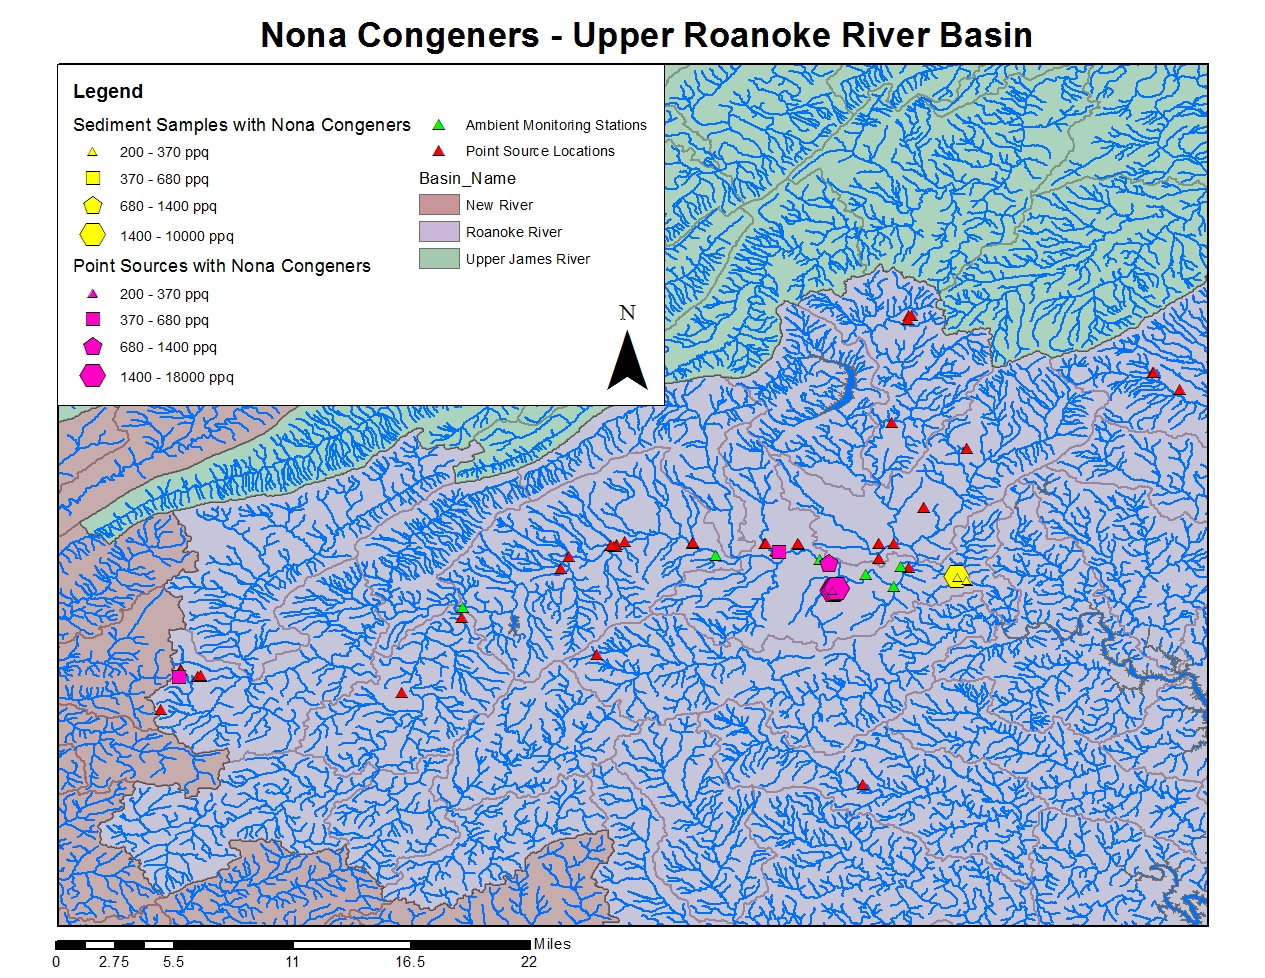 Nona Congeners - Upper Roanoke River Basin
Legend
Sediment Samples with Nona Congeners
200 - 370 ppq
370 - 680 ppq
680 - 1400 ppq
1400 - 10000 ppq
Point Sources with Nona Congeners
200 - 370 ppq
370 - 680 ppq
680 - 1400 ppq
1400 - 18000 ppq
Ambient Monitoring Stations
Point Source Locations
Basin_Name
New River
Roanoke River
Upper James River
N
Miles
0 2.75 5.5 11 16.5 22